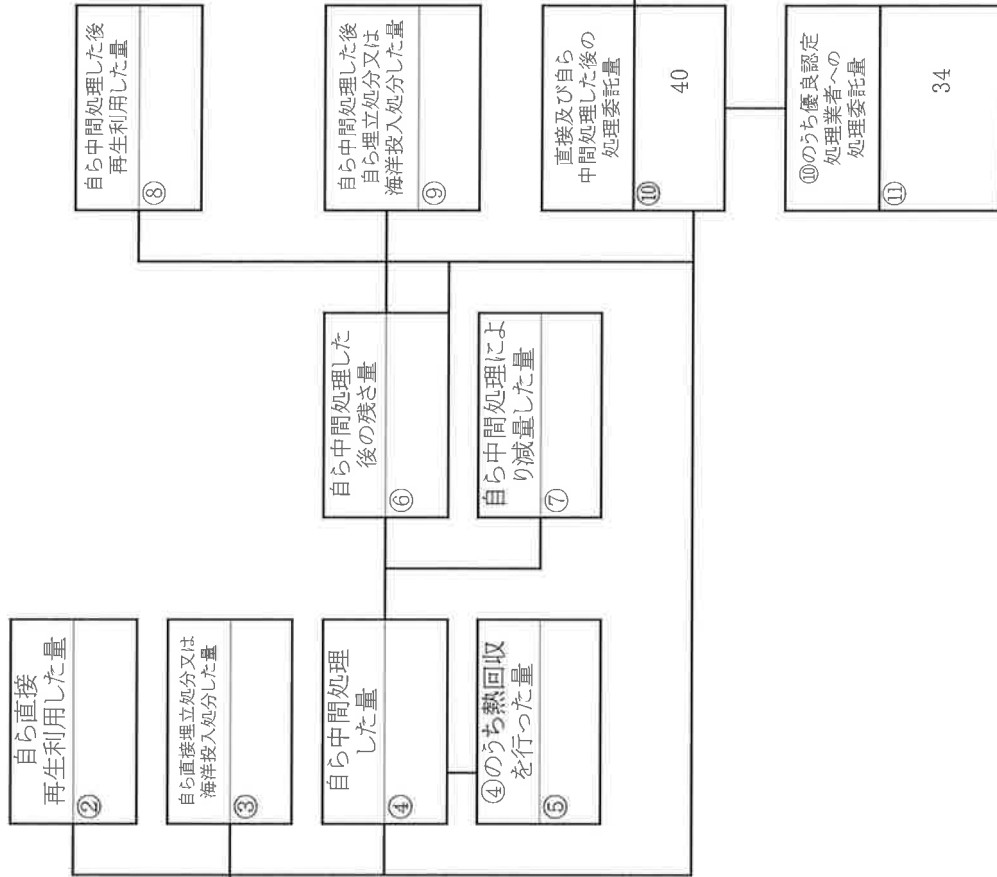 自ら直接
再生利用した量
②
自ら直接埋立処分又は
海洋投入処分した量
③
自ら中間処理
した量
④
④のうち熱回収
を行った量
⑤
自ら中間処理した
後の残さ量
⑥
自ら中間処理によ
り減量した量
⑦
自ら中間処理した後
再生利用した量
⑧
自ら中間処理した後
自ら埋立処分又は
海洋投入処分した量
⑨
直接及び自ら
中間処理した後の
処理委託量
⑩
40
⑩のうち優良認定
処理業者への
処理委託量
⑪
34